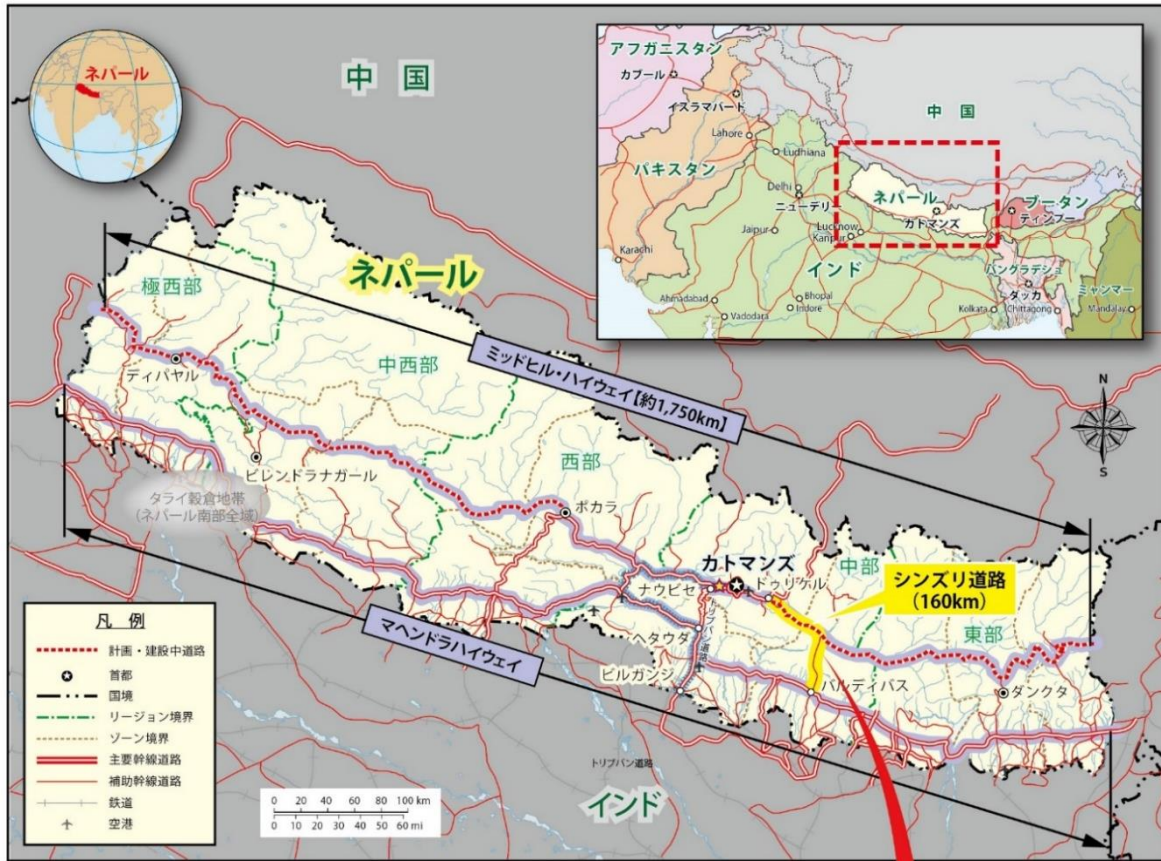 ネパール
中 国
アフガニスタン
カブール
イスラマバード
中 国
Lahore
Ludhiana
パキスタン
Delhi
ニューデリー
ネパール
カトマンズ
ブータン
ティンプー
Jaipur
Lucknow
Kanpur
Karachi
インド
バングラデシュ
ダッカ
ミャンマー
Ahmadabad
Bhopal
Indore
Vadodara
Kolkata
Chittagong
Mandalay
ネパール
極西部
ミッドヒル・ハイウェイ【約1,750km】
中西部
N
S
ディパヤル
西部
ビレンドラナガール
タライ穀倉地帯
(ネパール南部全域)
ポカラ
カトマンズ
ナウビセ
ドゥリケル
中部
シンズリ道路
(160km)
東部
ヘタウダ
トリブバン道路
ビルガンジ
バルディバス
ダンクタ
マヘンドラハイウェイ
凡 例
計画・建設中道路
首都
国境
リージョン境界
ゾーン境界
主要幹線道路
補助幹線道路
鉄道
空港
トリブバン道路
インド
0 20 40 60 80 100 km
0 10 20 30 40 50 60 mi